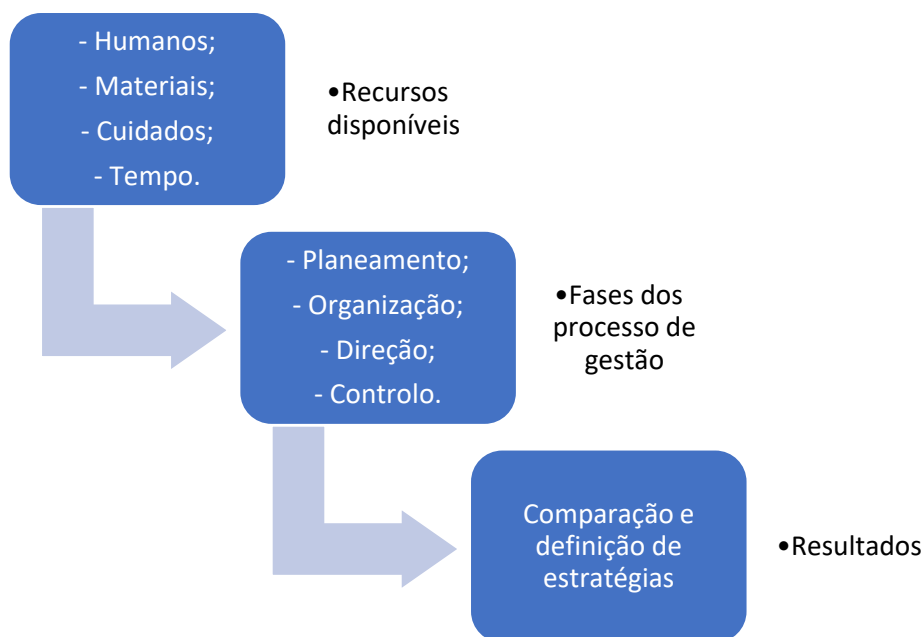 - Humanos;
- Materiais;
- Cuidados;
- Tempo.
•Recursos
disponíveis
- Planeamento;
- Organização;
- Direção;
- Controlo.
•Fases dos
processo de
gestão
Comparação e
definição de
estratégias
•Resultados